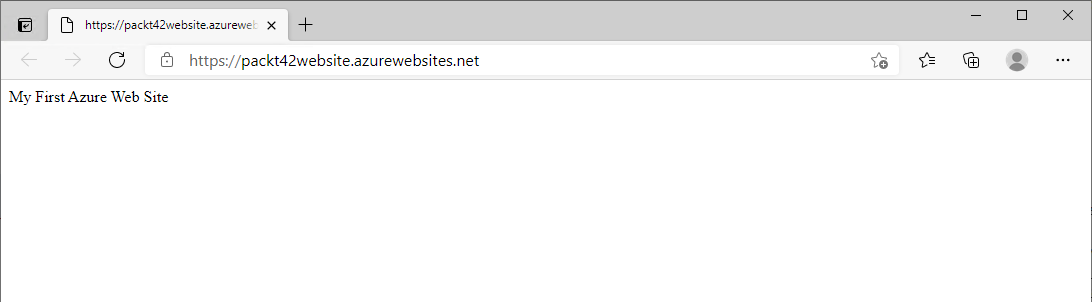 https://packt42website.azureweb
https://packt42website.azurewebsites.net
My First Azure Web Site